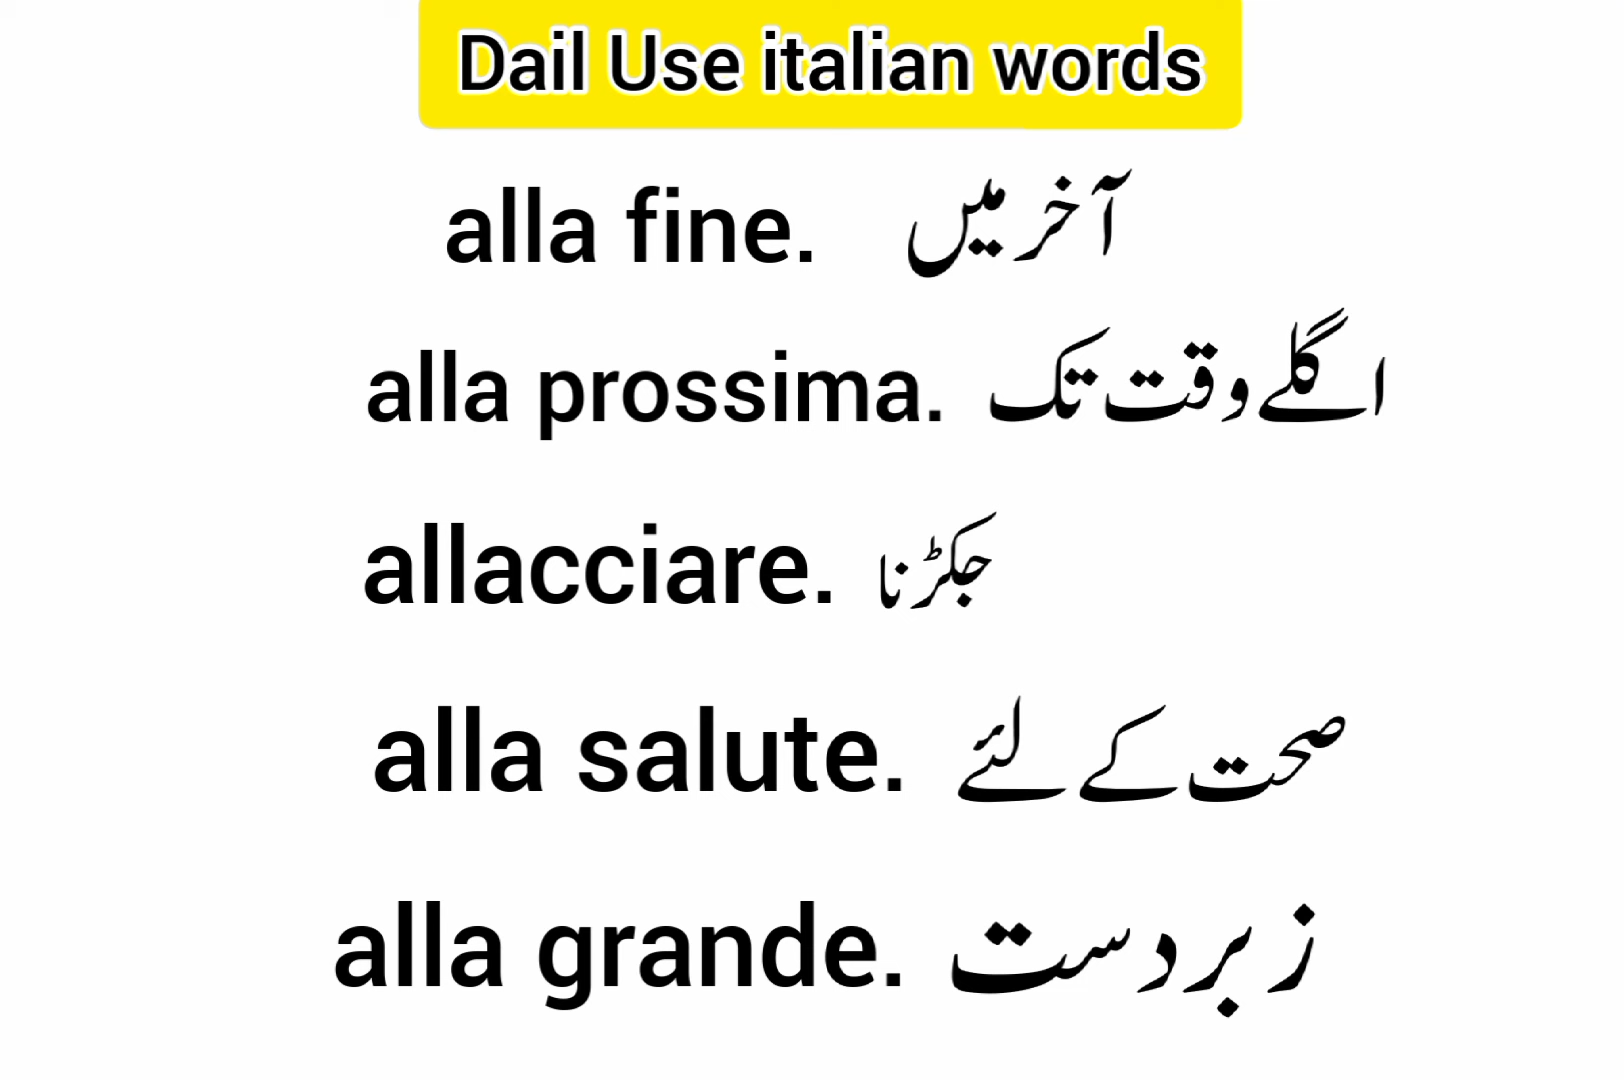 Dail Use italian words
alla fine. آخر میں
alla prossima. اگلے وقت تک
allacciare. جکڑنا
alla salute. صحت کے لئے
alla grande. زبردست